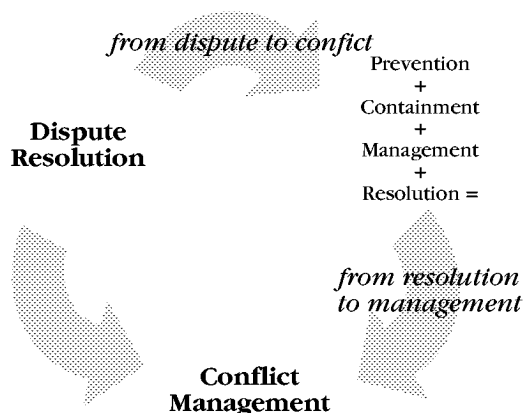 from dispute to confict
Prevention
+
Containment
+
Management
+
Resolution =
Dispute
Resolution
from resolution
to management
Conflict
Management